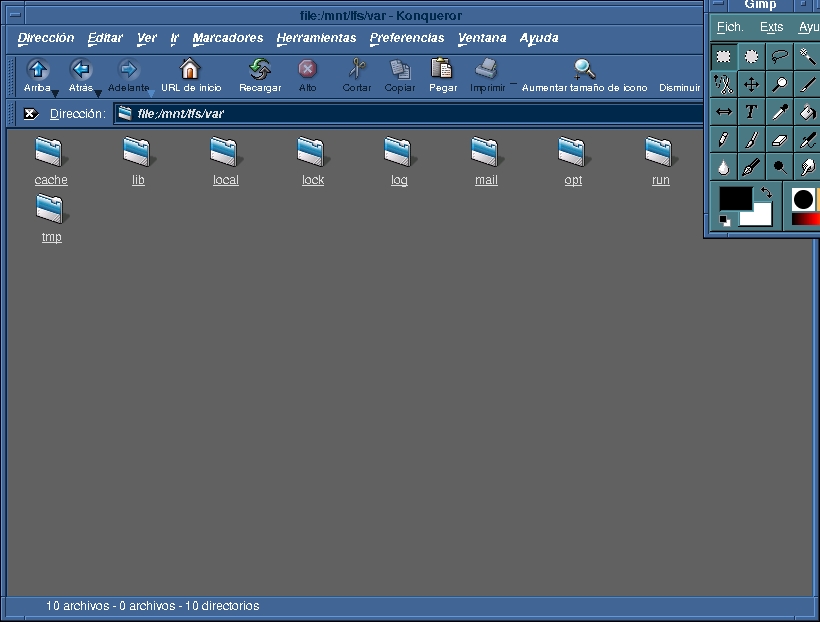 file:/mnt/lfs/var - Konqueror
Gimp
Dirección Editar Ver Ir Marcadores Herramientas Preferencias Ventana Ayuda
Fich. Exts Ayu
Arriba Atrás Adelante URL de inicio Recargar Alto Cortar Copiar Pegar Imprimir Aumentar tamaño de icono Disminuir
Dirección: file:/mnt/lfs/var
T
cache lib local lock log mail opt run
tmp
10 archivos - 0 archivos - 10 directorios